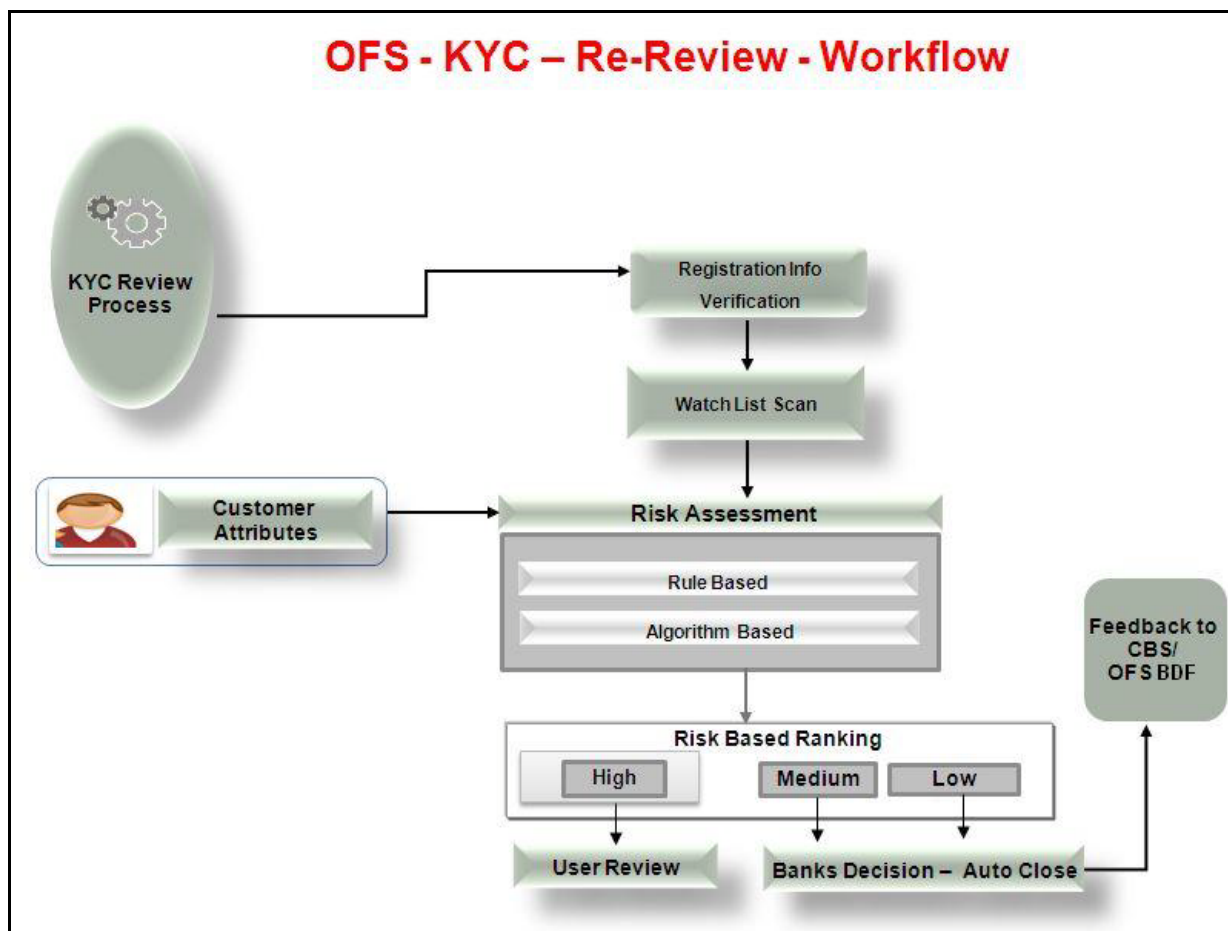 OFS - KYC – Re-Review - Workflow
KYC Review
Process
Registration Info
Verification
Watch List Scan
Customer
Attributes
Risk Assessment
Rule Based
Algorithm Based
Feedback to
CBS/
OFS BDF
Risk Based Ranking
High
Medium
Low
User Review
Banks Decision – Auto Close